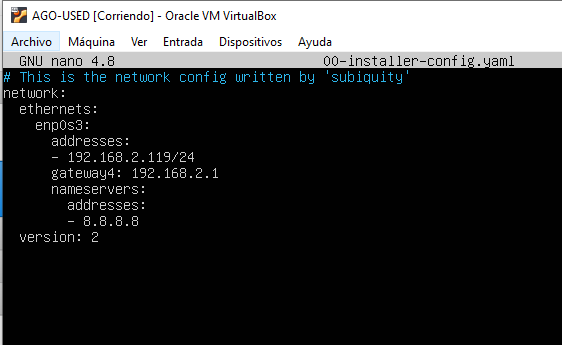 AGO-USED [Corriendo] - Oracle VM VirtualBox
Archivo Máquina Ver Entrada Dispositivos Ayuda
GNU nano 4.8 00-installer-config.yaml
# This is the network config written by 'subiquity'
network:
  ethernets:
    enp0s3:
      addresses:
      - 192.168.2.119/24
      gateway4: 192.168.2.1
      nameservers:
        addresses:
        - 8.8.8.8
  version: 2